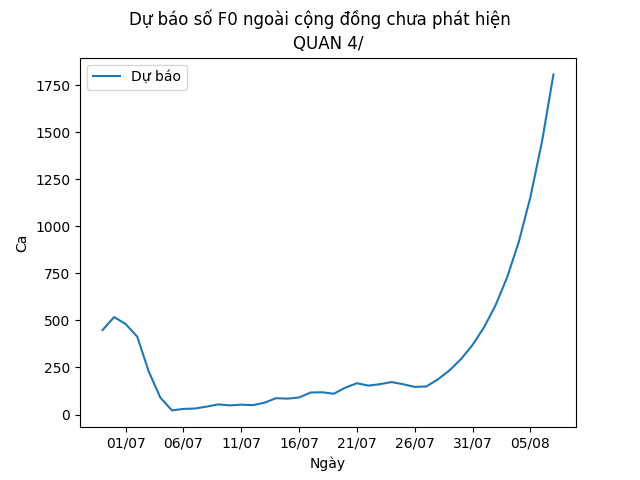 Dự báo số F0 ngoài cộng đồng chưa phát hiện
QUAN 4/
Dự báo
1750
1500
1250
1000
750
500
250
0
Ca
01/07 06/07 11/07 16/07 21/07 26/07 31/07 05/08
Ngày